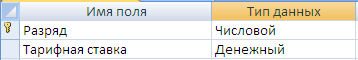 Имя поля Тип данных
Разряд Числовой
Тарифная ставка Денежный